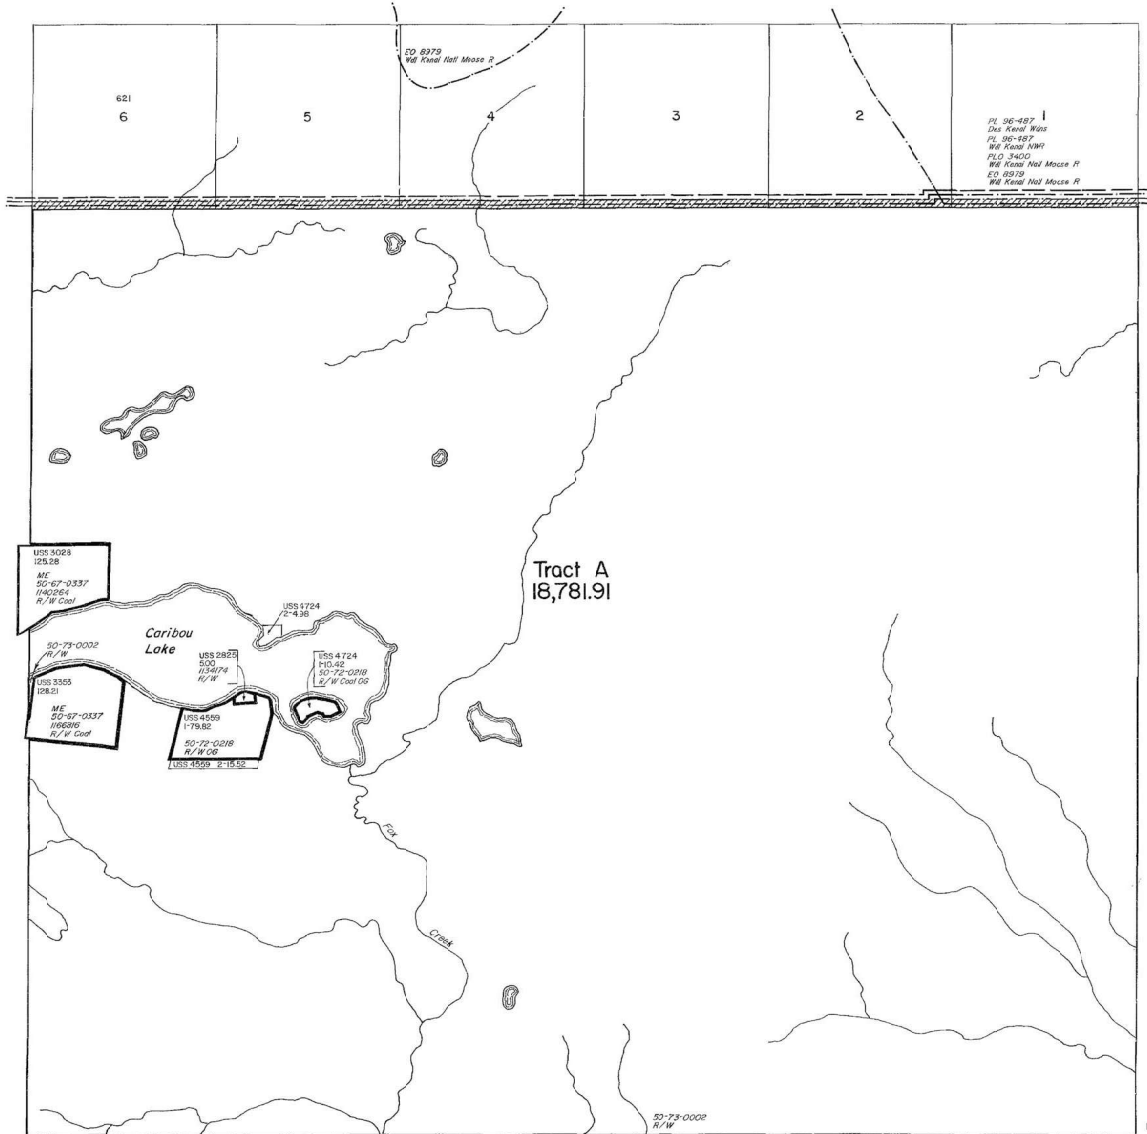 EO 8979
Wdl Kenai Natl Moose R
621
6
5
4
3
2
1
PL 96-487
Des Kenai Wlns
PL 96-487
Wdl Kenai NWR
PLO 3400
Wdl Kenai Natl Moose R
EO 8979
Wdl Kenai Natl Moose R
Tract A
18,781.91
USS 3028
125.28
ME
50-67-0337
1140264
R/W Coal
USS 4724
2-4.98
Caribou
Lake
50-73-0002
R/W
USS 2825
5.00
1134174
R/W
USS 4724
1-10.42
50-72-0218
R/W Coal OG
USS 3353
128.21
ME
50-67-0337
1166816
R/W Coal
USS 4559
1-79.82
50-72-0218
R/W OG
USS 4559 2-15.52
Fox
Creek
50-73-0002
R/W